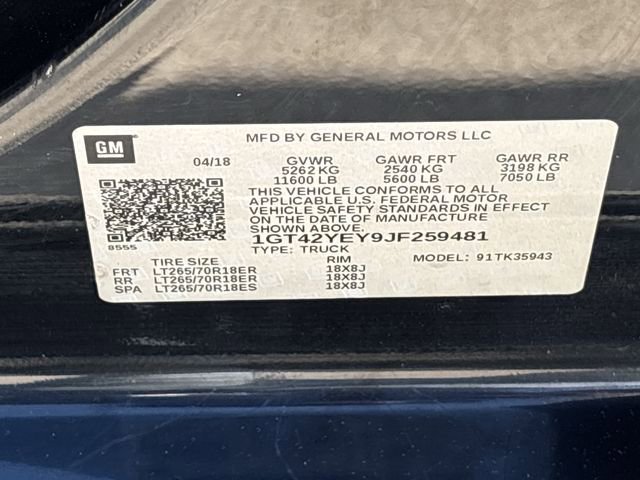 GM
MFD BY GENERAL MOTORS LLC
04/18 GVWR GAWR FRT GAWR RR
5262 KG 2540 KG 3198 KG
11600 LB 5600 LB 7050 LB
THIS VEHICLE CONFORMS TO ALL
APPLICABLE U.S. FEDERAL MOTOR
VEHICLE SAFETY STANDARDS IN EFFECT
ON THE DATE OF MANUFACTURE
SHOWN ABOVE.
8555 1GT42YEY9JF259481
TYPE: TRUCK MODEL: 91TK35943
TIRE SIZE RIM
FRT LT265/70R18ER 18X8J
RR LT265/70R18ER 18X8J
SPA LT265/70R18ES 18X8J